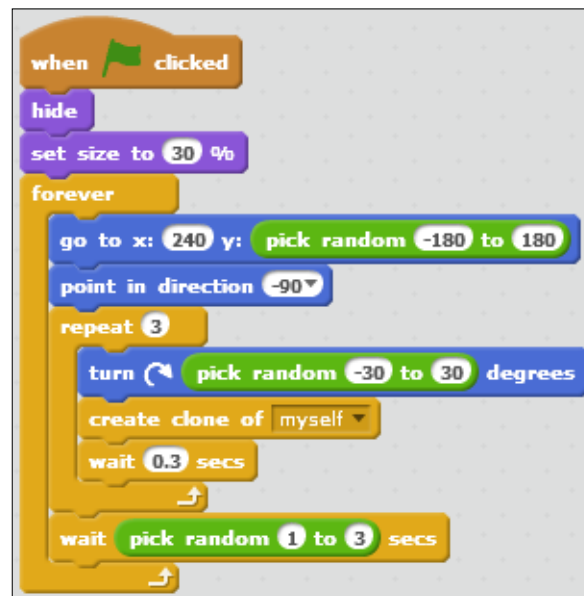 when clicked
hide
set size to 30 %
forever
go to x: 240 y: pick random -180 to 180
point in direction -90
repeat 3
turn pick random -30 to 30 degrees
create clone of myself
wait 0.3 secs
wait pick random 1 to 3 secs